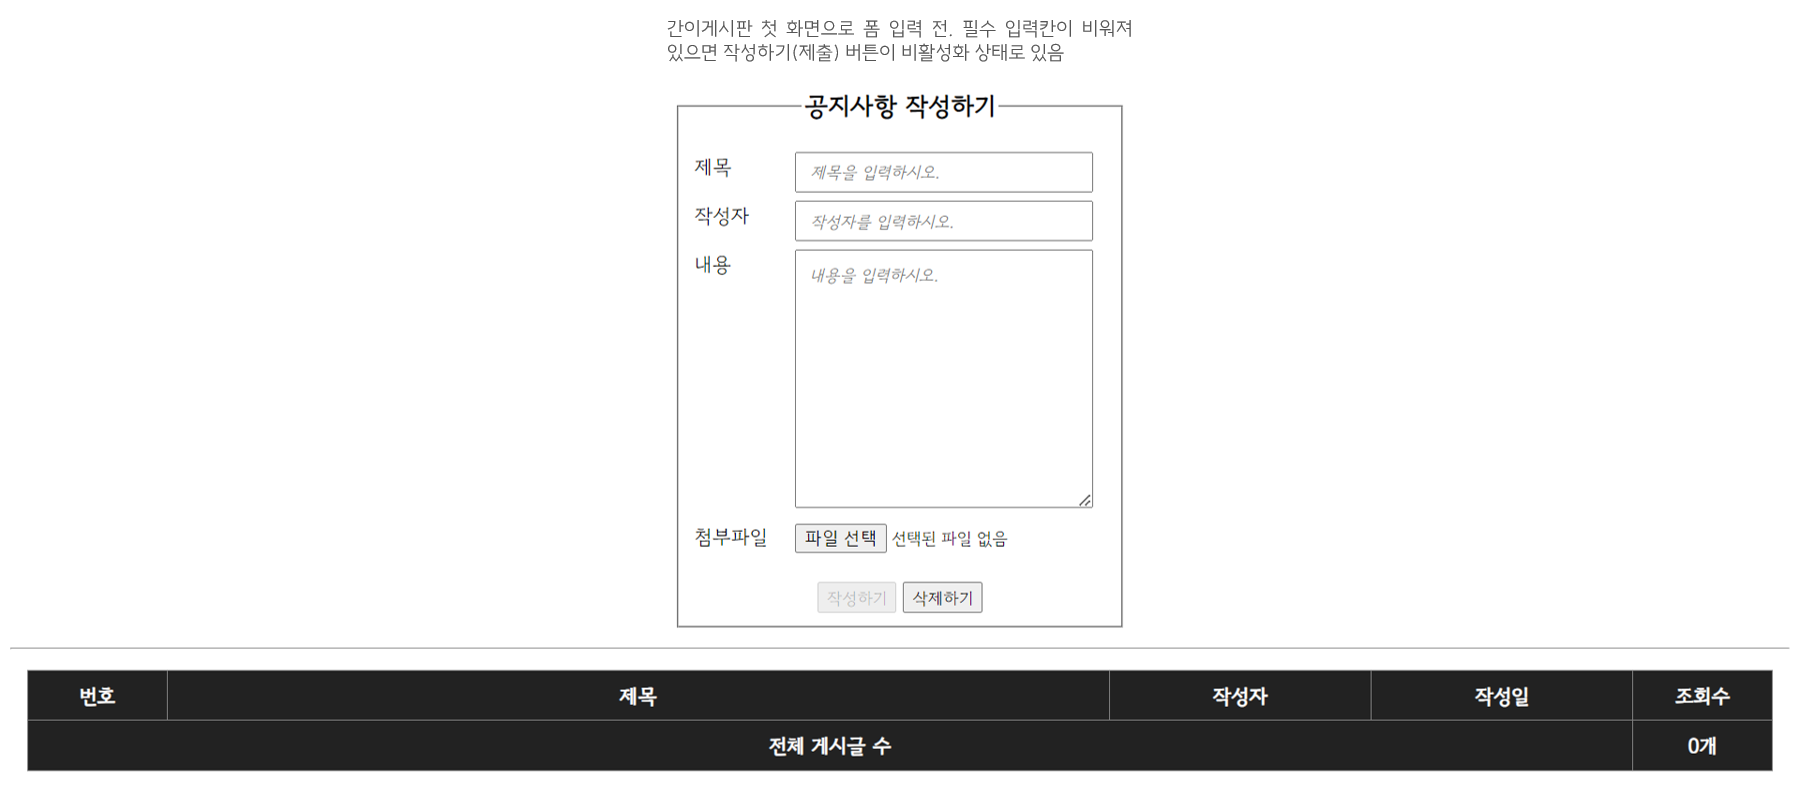 간이게시판 첫 화면으로 폼 입력 전. 필수 입력칸이 비워져
있으면 작성하기(제출) 버튼이 비활성화 상태로 있음
공지사항 작성하기
제목
제목을 입력하시오.
작성자
작성자를 입력하시오.
내용
내용을 입력하시오.
첨부파일 파일 선택 선택된 파일 없음
작성하기 삭제하기
번호 제목 작성자 작성일 조회수
전체 게시글 수 0개